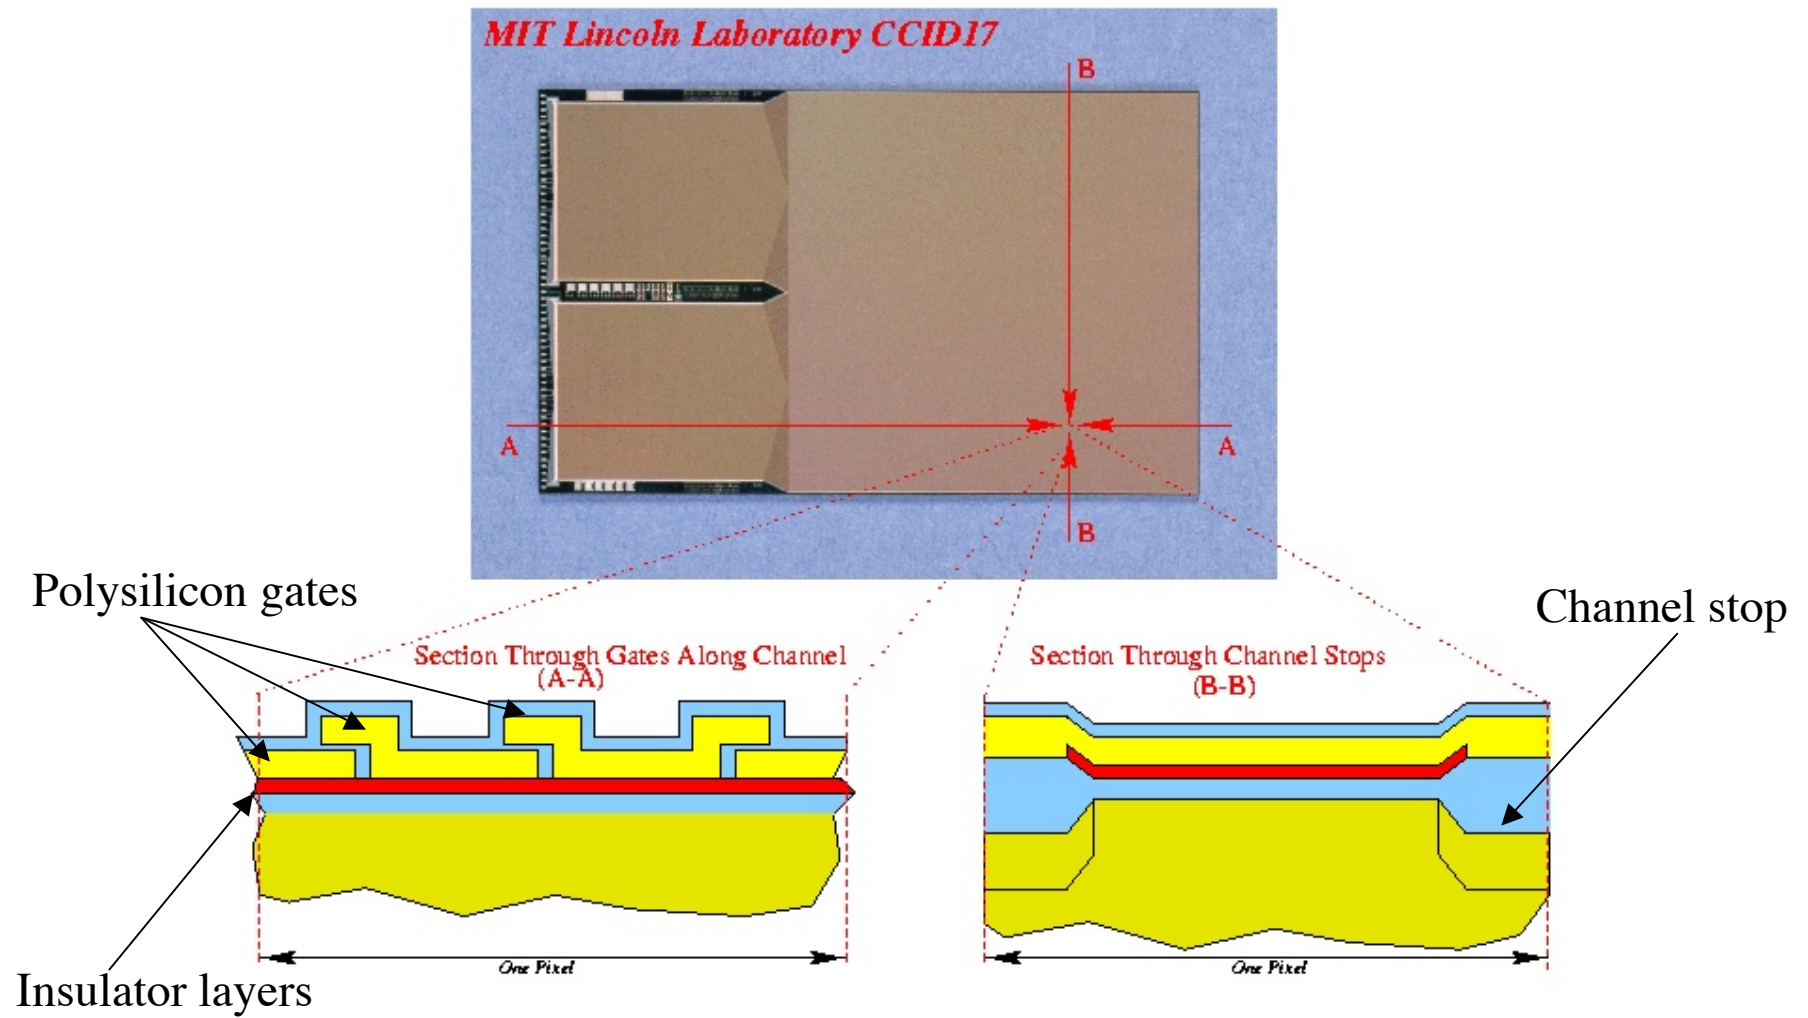 MIT Lincoln Laboratory CCID17
B
A
A
B
Polysilicon gates
Channel stop
Section Through Gates Along Channel
(A-A)
Section Through Channel Stops
(B-B)
One Pixel
One Pixel
Insulator layers